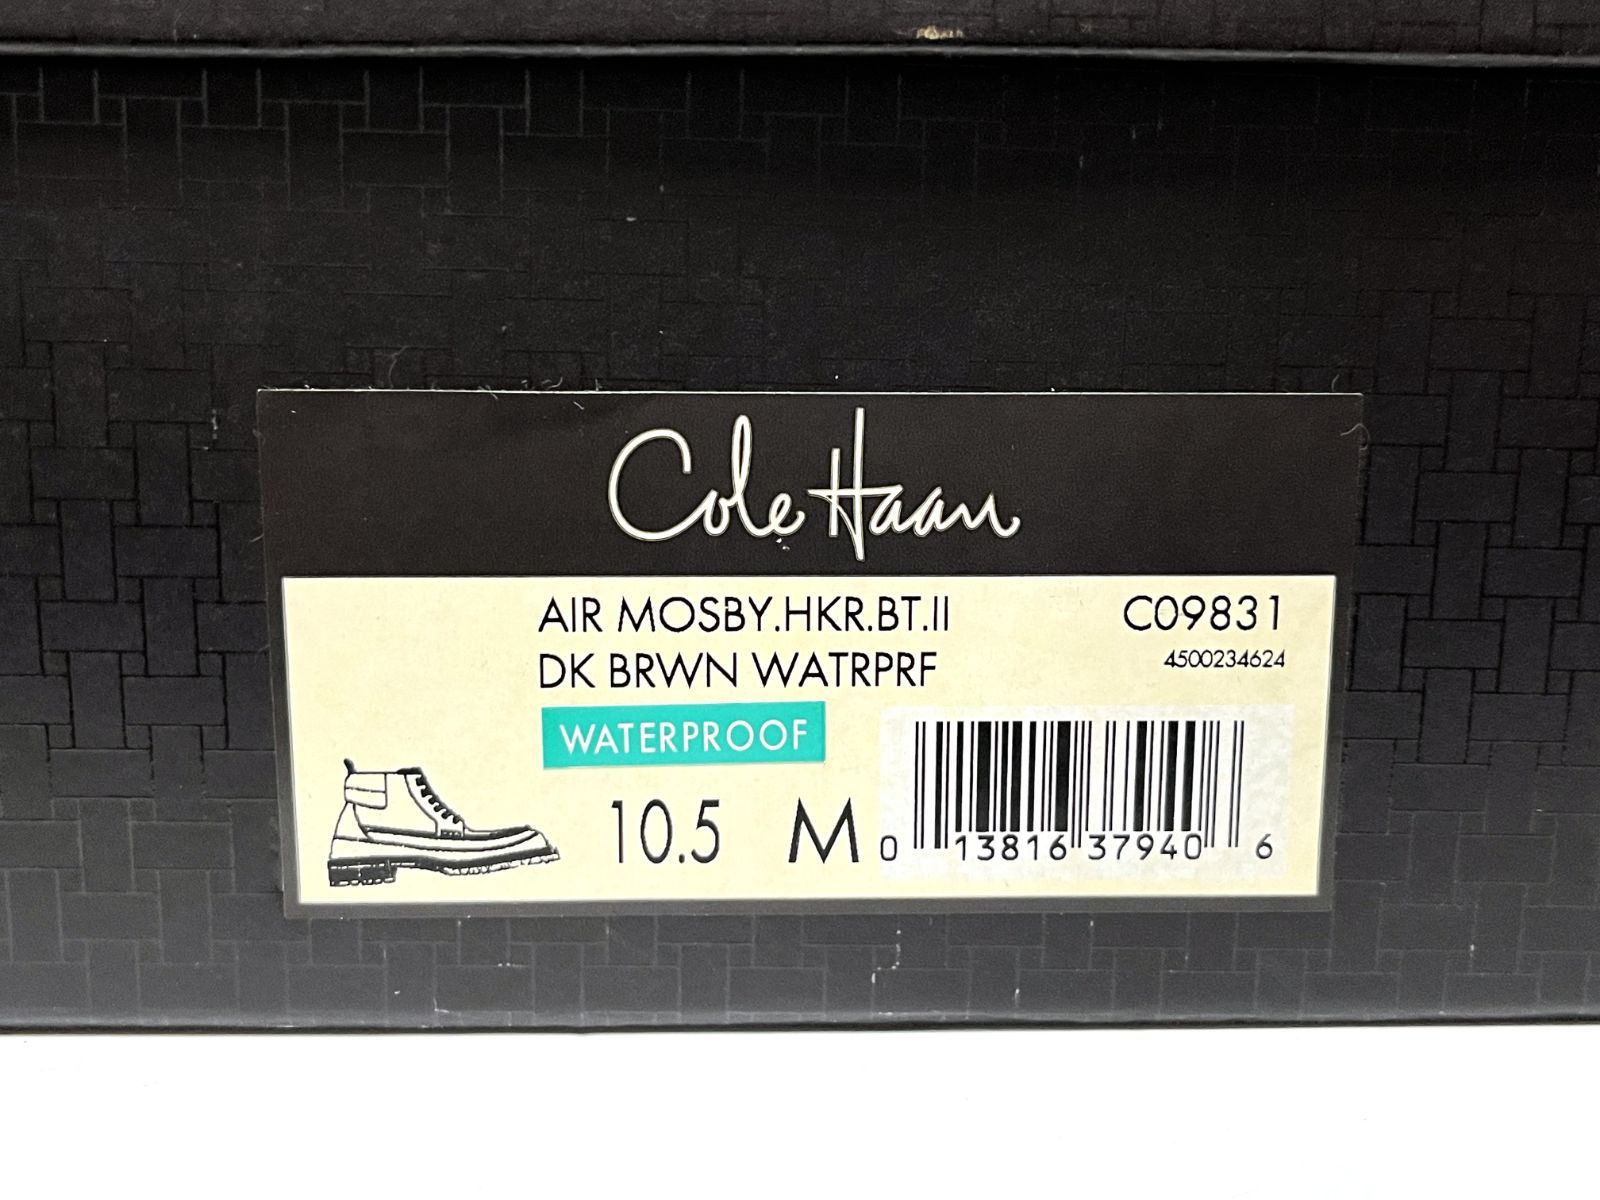 Cole Haan
AIR MOSBY.HKR.BT.II
C09831
DK BRWN WATRPRF
4500234624
WATERPROOF
10.5 M
0 13816 37940 6